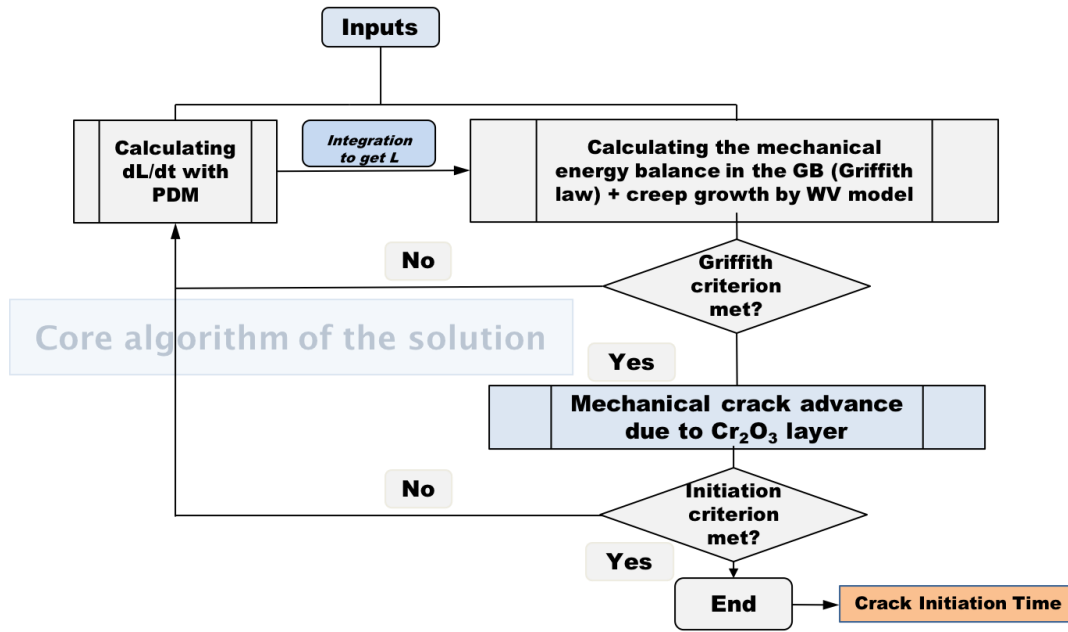 Inputs
Calculating
dL/dt with
PDM
Integration
to get L
Calculating the mechanical
energy balance in the GB (Griffith
law) + creep growth by WV model
No
Griffith
criterion
met?
Core algorithm of the solution
Yes
Mechanical crack advance
due to Cr₂O₃ layer
No
Initiation
criterion
met?
Yes
End
Crack Initiation Time